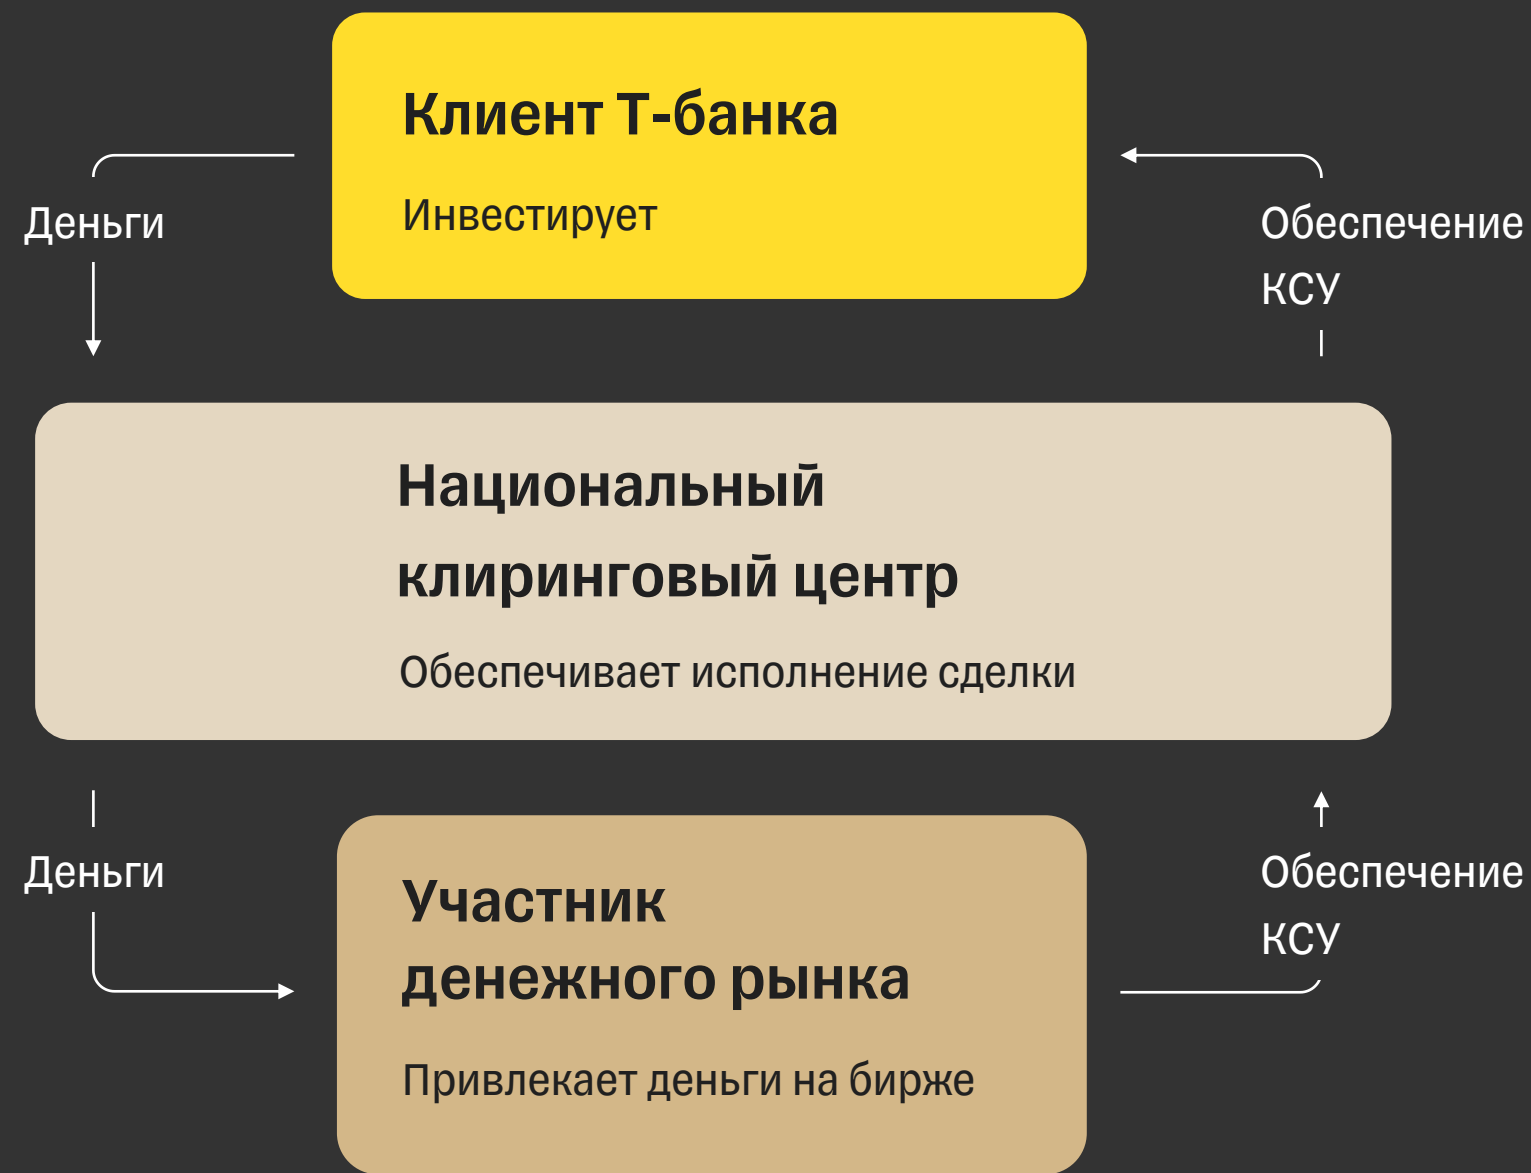 Клиент Т-банка
Инвестирует
Деньги
Обеспечение
КСУ
Национальный
клиринговый центр
Обеспечивает исполнение сделки
Деньги
Обеспечение
КСУ
Участник
денежного рынка
Привлекает деньги на бирже